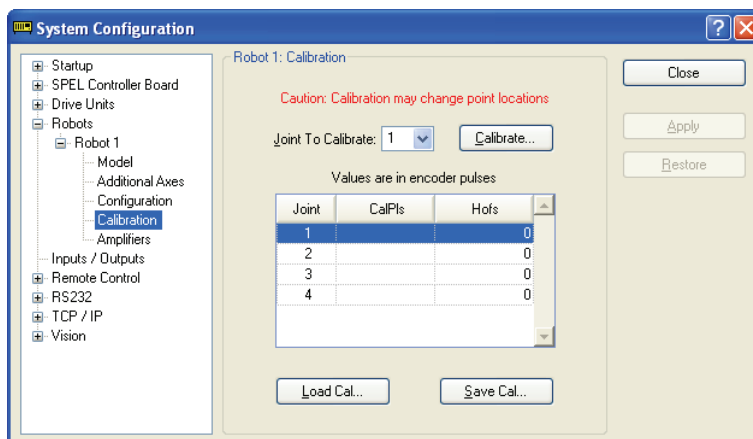 System Configuration
Startup
SPEL Controller Board
Drive Units
Robots
Robot 1
Model
Additional Axes
Configuration
Calibration
Amplifiers
Inputs / Outputs
Remote Control
RS232
TCP / IP
Vision
Robot 1: Calibration
Caution: Calibration may change point locations
Joint To Calibrate: 1 Calibrate...
Values are in encoder pulses
Joint CalPls Hofs
1 0
2 0
3 0
4 0
Load Cal... Save Cal...
Close
Apply
Restore